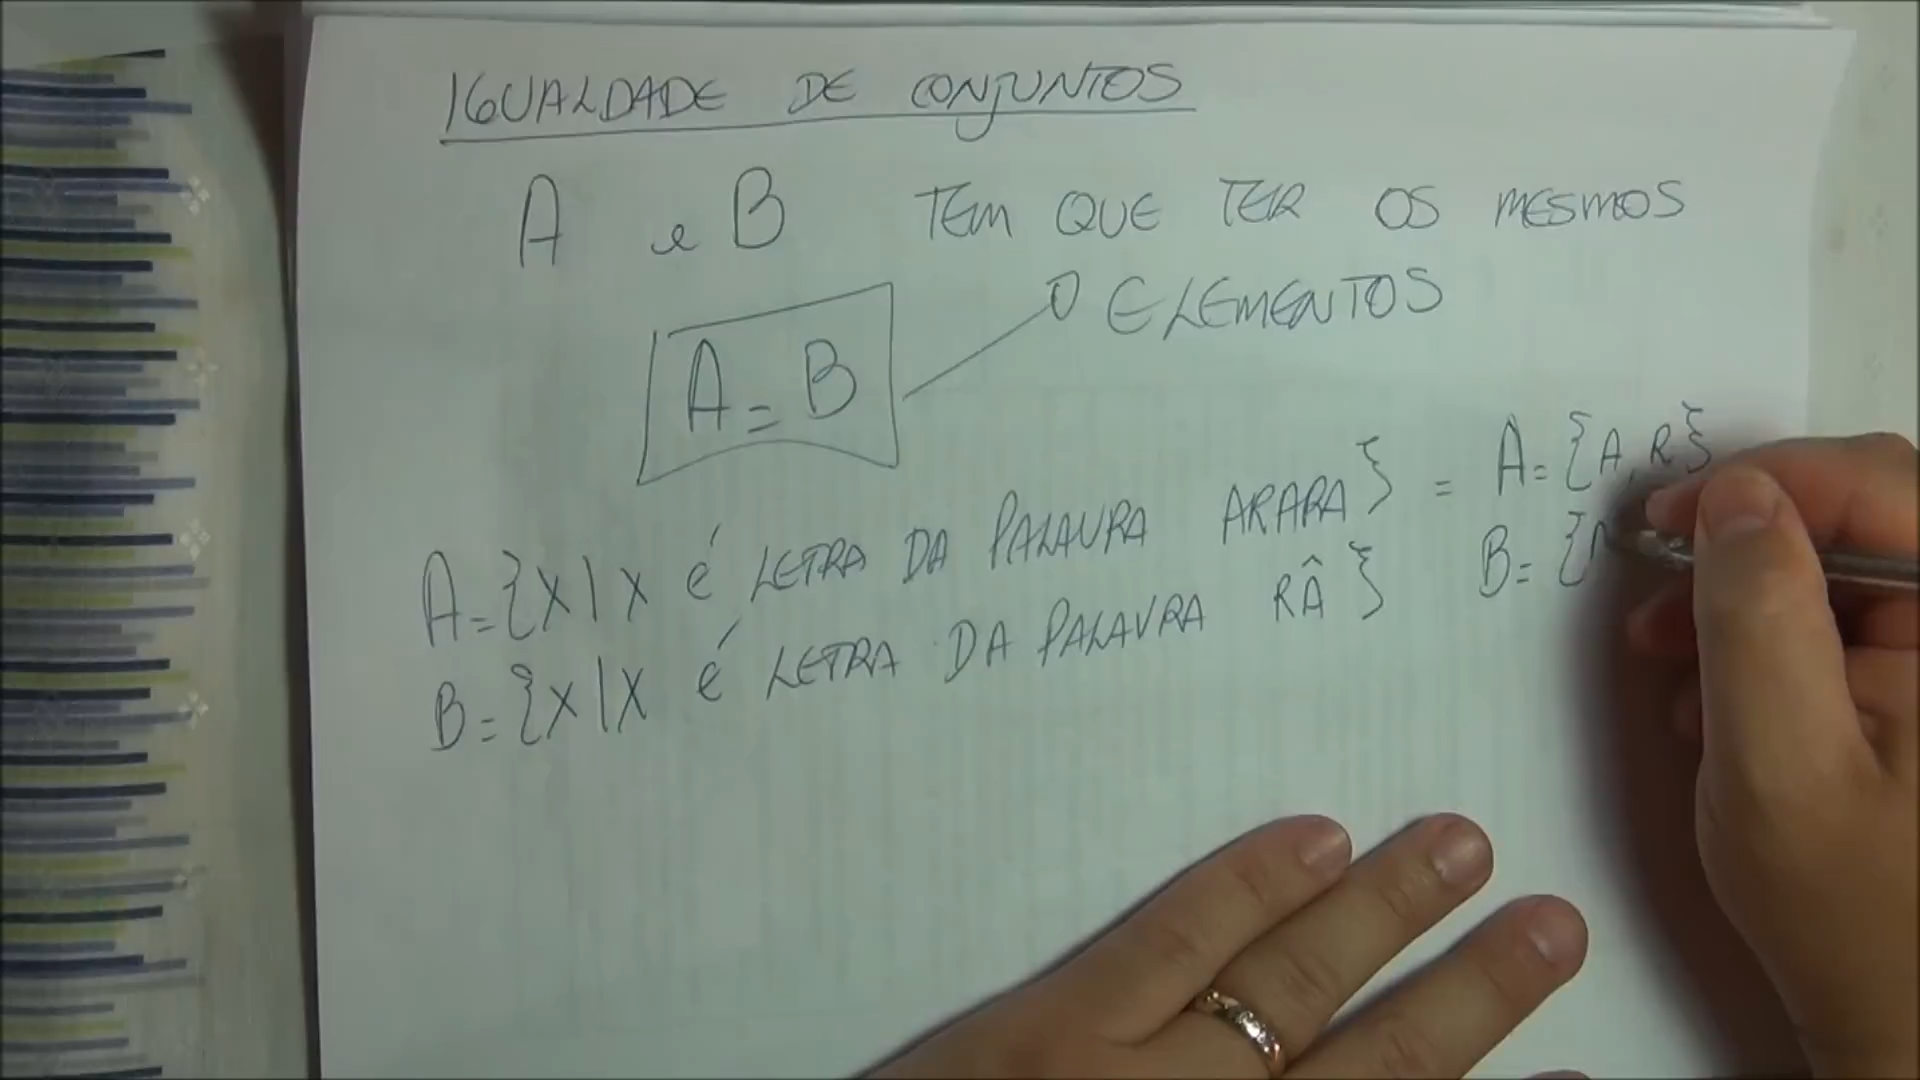 IGUALDADE DE CONJUNTOS
A e B TEM QUE TER OS MESMOS
ELEMENTOS
A = B
A = {X | X é LETRA DA PALAVRA ARARA} = A = {A, R}
B = {X | X é LETRA DA PALAVRA RÂ} B = {